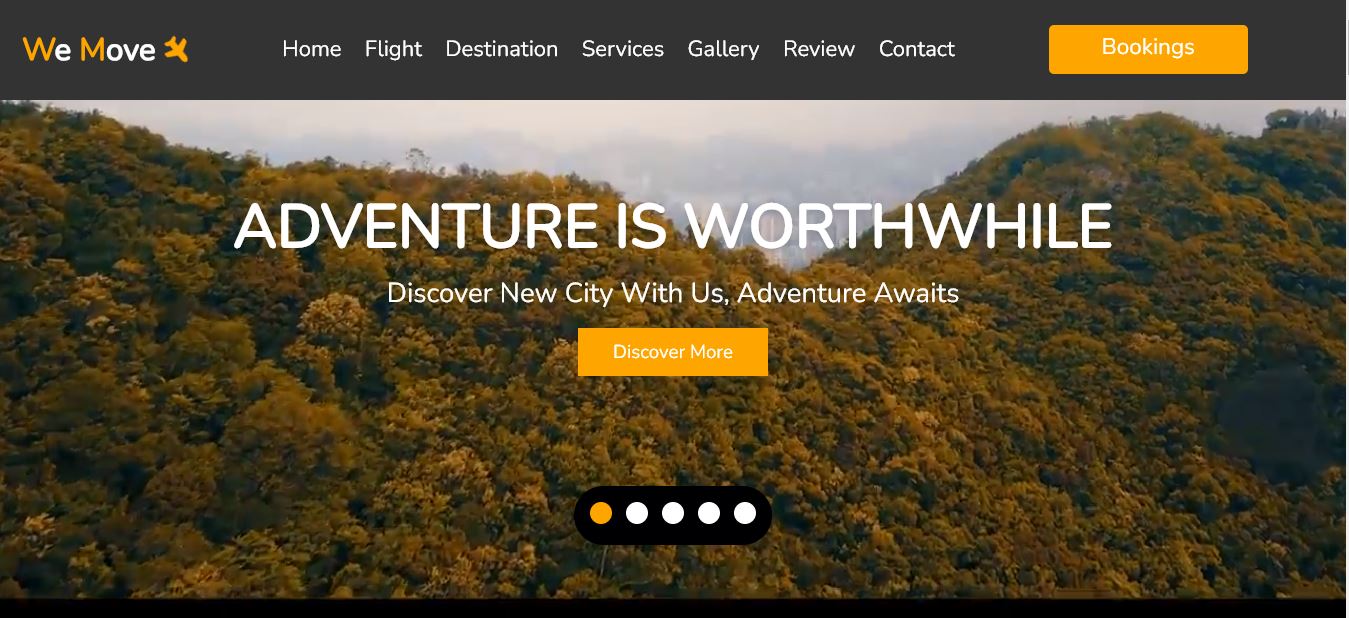 We Move
Home Flight Destination Services Gallery Review Contact
Bookings
ADVENTURE IS WORTHWHILE
Discover New City With Us, Adventure Awaits
Discover More